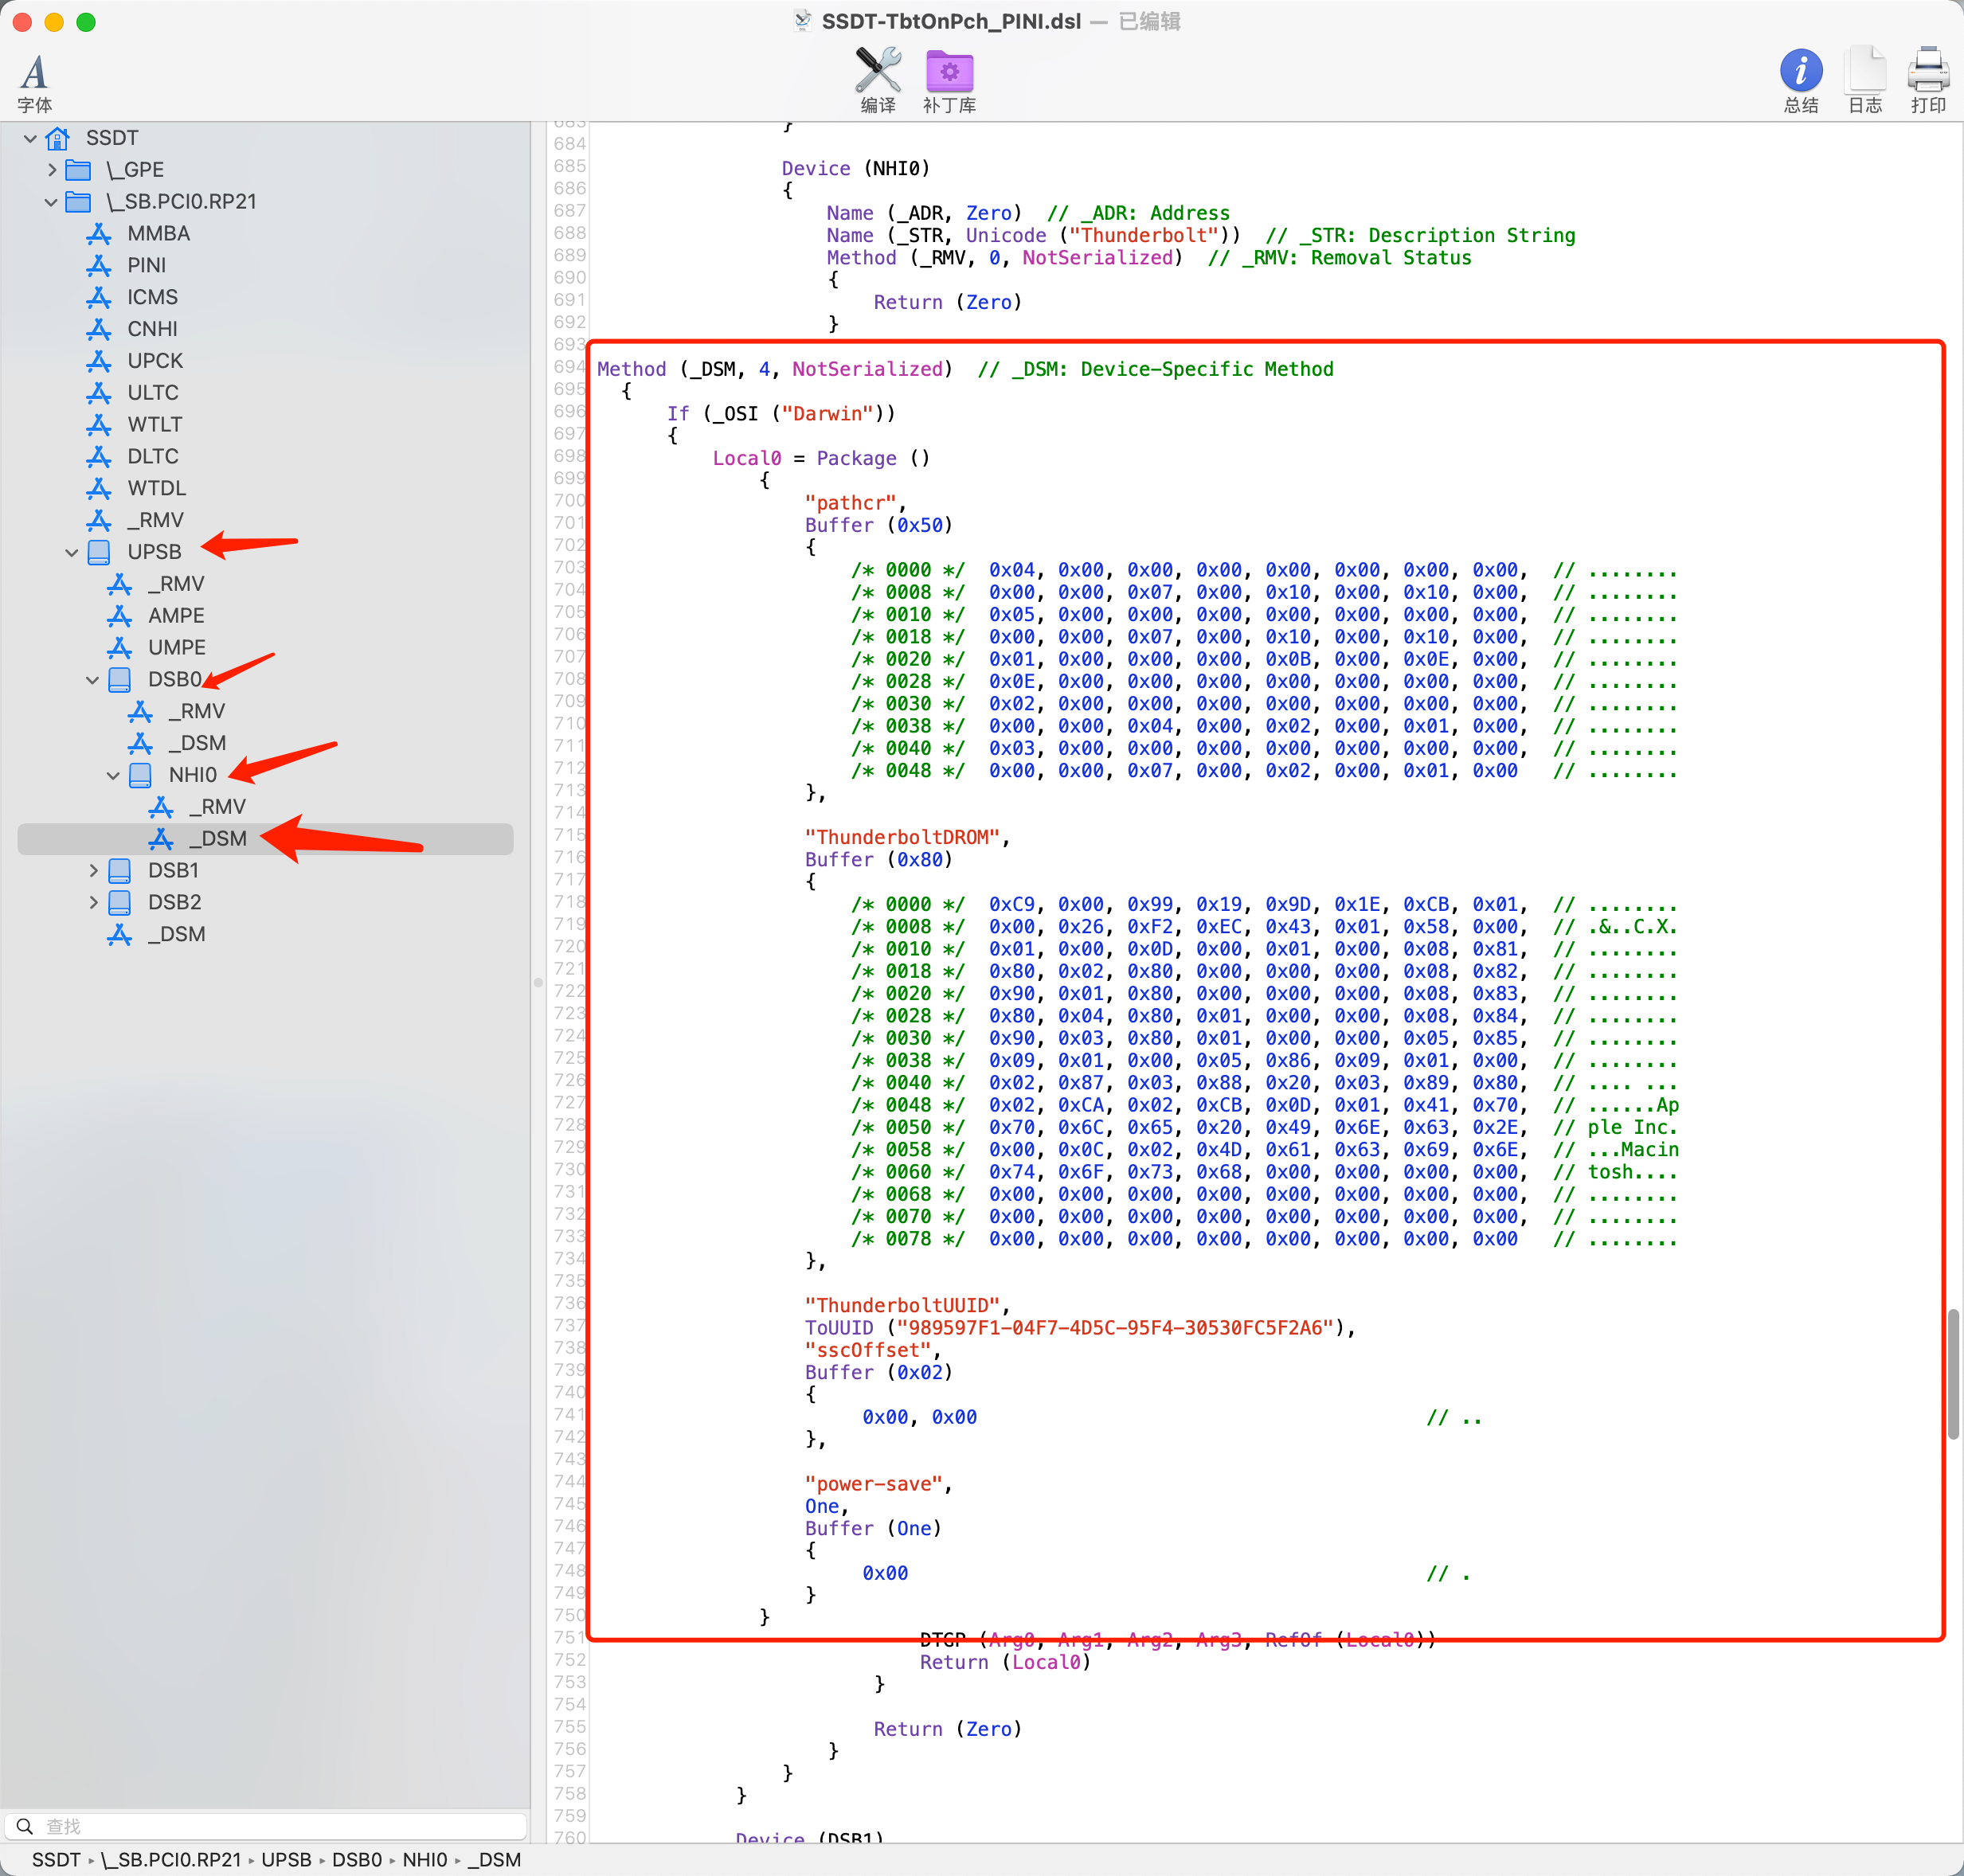 SSDT-TbtOnPch_PINI.dsl — 已编辑
字体
编译
补丁库
总结
日志
打印
SSDT
\_GPE
\_SB.PCI0.RP21
MMBA
PINI
ICMS
CNHI
UPCK
ULTC
WTLT
DLTC
WTDL
_RMV
UPSB
_RMV
AMPE
UMPE
DSB0
_RMV
_DSM
NHI0
_RMV
_DSM
DSB1
DSB2
_DSM
查找
683 }
684
685 Device (NHI0)
686 {
687 Name (_ADR, Zero)  // _ADR: Address
688 Name (_STR, Unicode ("Thunderbolt"))  // _STR: Description String
689 Method (_RMV, 0, NotSerialized)  // _RMV: Removal Status
690 {
691 Return (Zero)
692 }
693
694 Method (_DSM, 4, NotSerialized)  // _DSM: Device-Specific Method
695 {
696 If (_OSI ("Darwin"))
697 {
698 Local0 = Package ()
699 {
700 "pathcr",
701 Buffer (0x50)
702 {
703 /* 0000 */  0x04, 0x00, 0x00, 0x00, 0x00, 0x00, 0x00, 0x00,  // ........
704 /* 0008 */  0x00, 0x00, 0x07, 0x00, 0x10, 0x00, 0x10, 0x00,  // ........
705 /* 0010 */  0x05, 0x00, 0x00, 0x00, 0x00, 0x00, 0x00, 0x00,  // ........
706 /* 0018 */  0x00, 0x00, 0x07, 0x00, 0x10, 0x00, 0x10, 0x00,  // ........
707 /* 0020 */  0x01, 0x00, 0x00, 0x00, 0x0B, 0x00, 0x0E, 0x00,  // ........
708 /* 0028 */  0x0E, 0x00, 0x00, 0x00, 0x00, 0x00, 0x00, 0x00,  // ........
709 /* 0030 */  0x02, 0x00, 0x00, 0x00, 0x00, 0x00, 0x00, 0x00,  // ........
710 /* 0038 */  0x00, 0x00, 0x04, 0x00, 0x02, 0x00, 0x01, 0x00,  // ........
711 /* 0040 */  0x03, 0x00, 0x00, 0x00, 0x00, 0x00, 0x00, 0x00,  // ........
712 /* 0048 */  0x00, 0x00, 0x07, 0x00, 0x02, 0x00, 0x01, 0x00   // ........
713 },
714
715 "ThunderboltDROM",
716 Buffer (0x80)
717 {
718 /* 0000 */  0xC9, 0x00, 0x99, 0x19, 0x9D, 0x1E, 0xCB, 0x01,  // ........
719 /* 0008 */  0x00, 0x26, 0xF2, 0xEC, 0x43, 0x01, 0x58, 0x00,  // .&..C.X.
720 /* 0010 */  0x01, 0x00, 0x0D, 0x00, 0x01, 0x00, 0x08, 0x81,  // ........
721 /* 0018 */  0x80, 0x02, 0x80, 0x00, 0x00, 0x00, 0x08, 0x82,  // ........
722 /* 0020 */  0x90, 0x01, 0x80, 0x00, 0x00, 0x00, 0x08, 0x83,  // ........
723 /* 0028 */  0x80, 0x04, 0x80, 0x01, 0x00, 0x00, 0x08, 0x84,  // ........
724 /* 0030 */  0x90, 0x03, 0x80, 0x01, 0x00, 0x00, 0x05, 0x85,  // ........
725 /* 0038 */  0x09, 0x01, 0x00, 0x05, 0x86, 0x09, 0x01, 0x00,  // ........
726 /* 0040 */  0x02, 0x87, 0x03, 0x88, 0x20, 0x03, 0x89, 0x80,  // .... ...
727 /* 0048 */  0x02, 0xCA, 0x02, 0xCB, 0x0D, 0x01, 0x41, 0x70,  // ......Ap
728 /* 0050 */  0x70, 0x6C, 0x65, 0x20, 0x49, 0x6E, 0x63, 0x2E,  // ple Inc.
729 /* 0058 */  0x00, 0x0C, 0x02, 0x4D, 0x61, 0x63, 0x69, 0x6E,  // ...Macin
730 /* 0060 */  0x74, 0x6F, 0x73, 0x68, 0x00, 0x00, 0x00, 0x00,  // tosh....
731 /* 0068 */  0x00, 0x00, 0x00, 0x00, 0x00, 0x00, 0x00, 0x00,  // ........
732 /* 0070 */  0x00, 0x00, 0x00, 0x00, 0x00, 0x00, 0x00, 0x00,  // ........
733 /* 0078 */  0x00, 0x00, 0x00, 0x00, 0x00, 0x00, 0x00, 0x00   // ........
734 },
735
736 "ThunderboltUUID",
737 ToUUID ("989597F1-04F7-4D5C-95F4-30530FC5F2A6"),
738 "sscOffset",
739 Buffer (0x02)
740 {
741 0x00, 0x00  // ..
742 },
743
744 "power-save",
745 One,
746 Buffer (One)
747 {
748 0x00  // .
749 }
750 }
751 DTGP (Arg0, Arg1, Arg2, Arg3, RefOf (Local0))
752 Return (Local0)
753 }
754
755 Return (Zero)
756 }
757 }
758 }
759
760 Device (DSB1)
SSDT ▸ \_SB.PCI0.RP21 ▸ UPSB ▸ DSB0 ▸ NHI0 ▸ _DSM